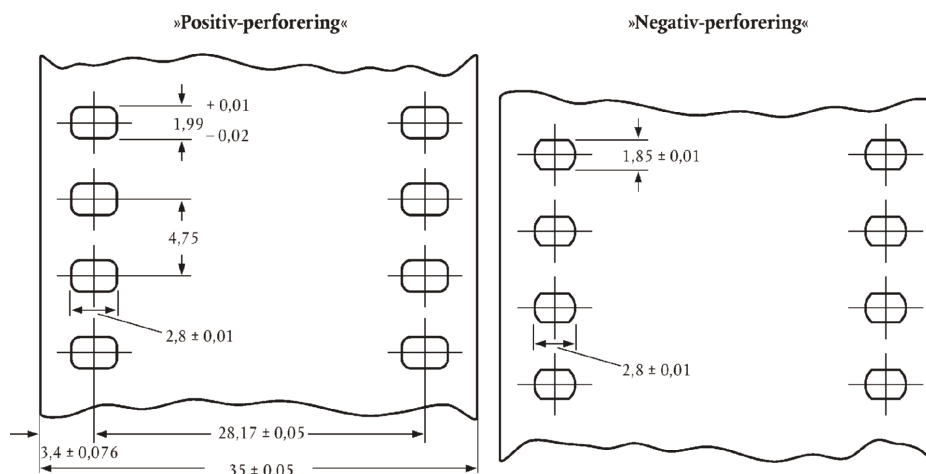 »Positiv-perforering«
»Negativ-perforering«
+ 0,01
1,99
– 0,02
4,75
2,8 ± 0,01
28,17 ± 0,05
3,4 ± 0,076
35 ± 0,05
1,85 ± 0,01
2,8 ± 0,01